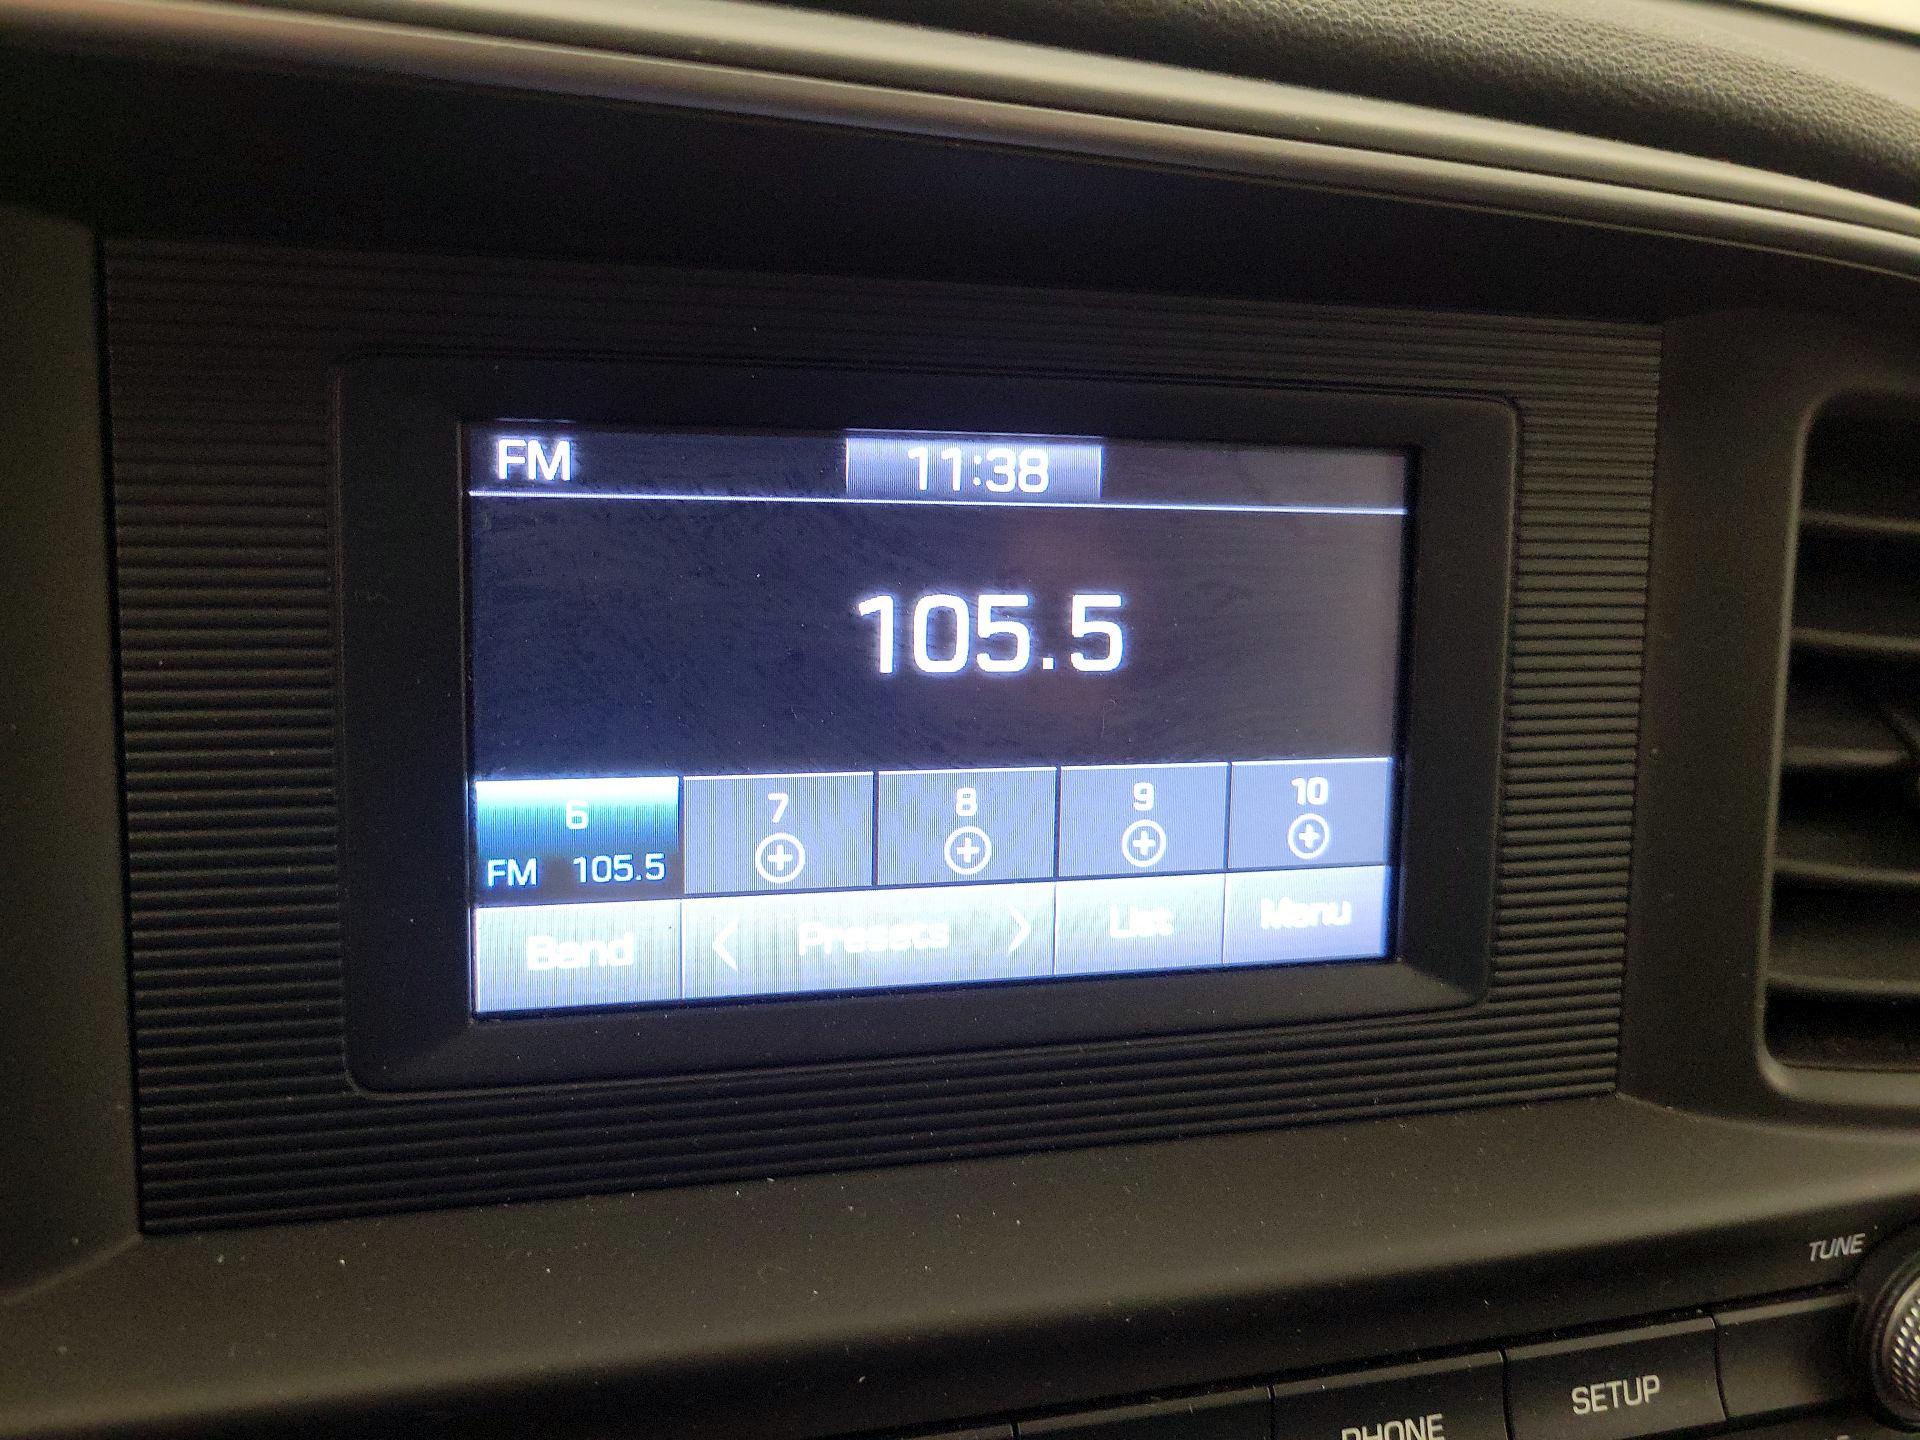 FM 11:38
105.5
6 7 8 9 10
FM 105.5
Band < Presets > List Menu
TUNE
SETUP
PHONE